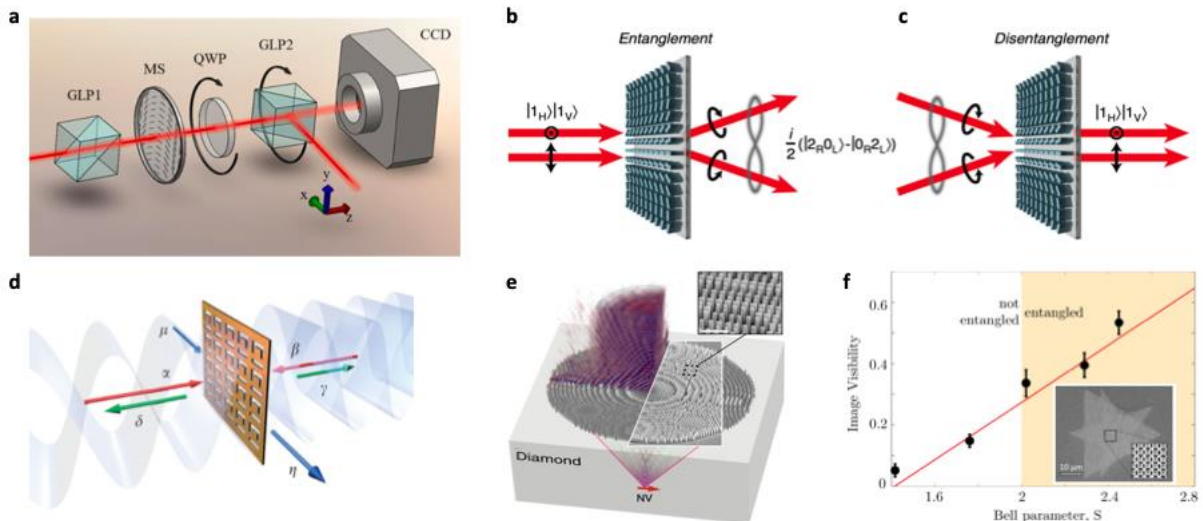 a
GLP1
MS
QWP
GLP2
CCD
y
x
z
b
Entanglement
|1H⟩|1V⟩
i/2 (|2R0L⟩-|0R2L⟩)
c
Disentanglement
|1H⟩|1V⟩
d
μ
α
δ
β
γ
η
e
Diamond
NV
f
Image Visibility
0.6
0.4
0.2
0
not
entangled
entangled
10 μm
1.6
2
2.4
2.8
Bell parameter, S